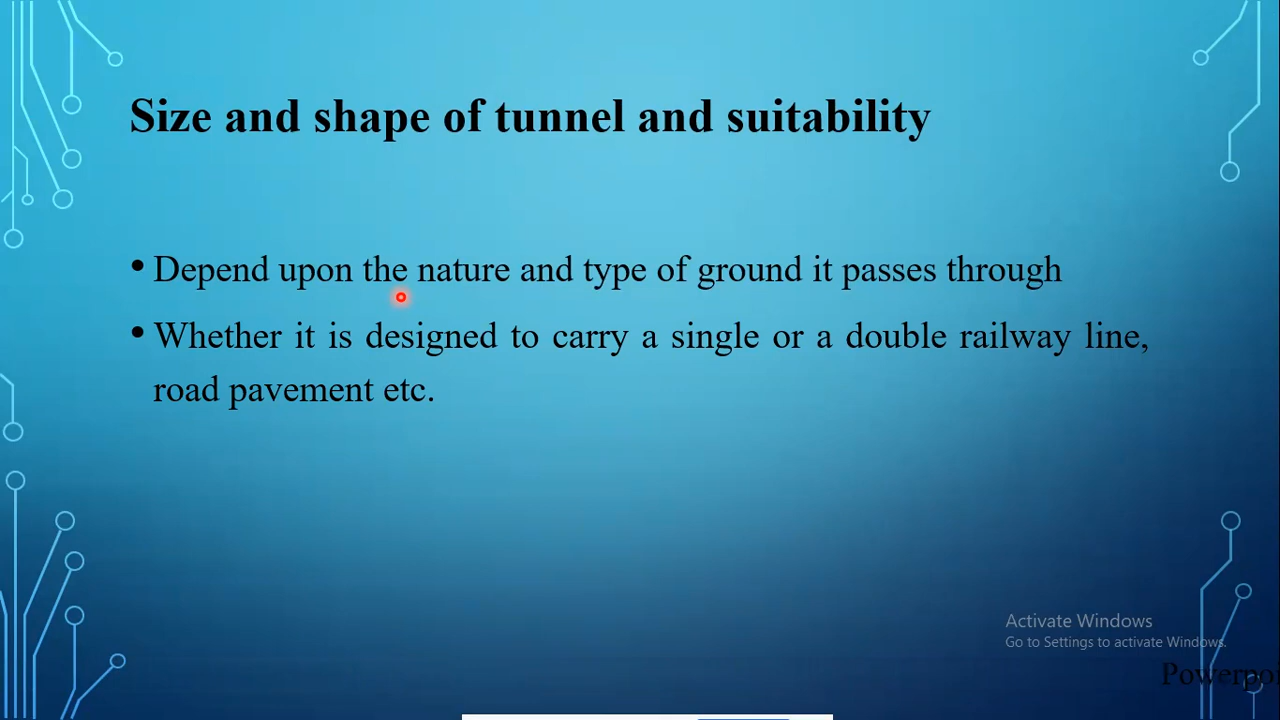 Size and shape of tunnel and suitability
• Depend upon the nature and type of ground it passes through
• Whether it is designed to carry a single or a double railway line,
road pavement etc.
Activate Windows
Go to Settings to activate Windows.